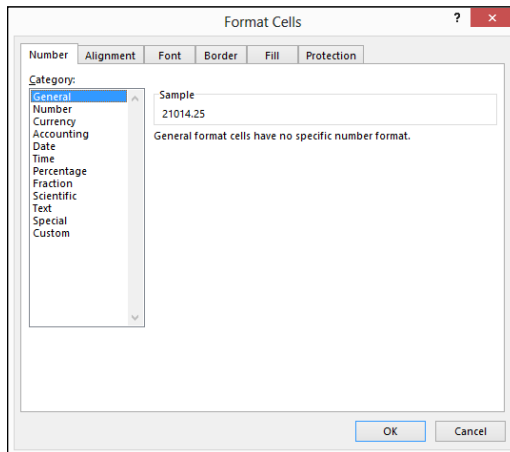 Format Cells
? ×
Number Alignment Font Border Fill Protection
Category:
General
Number
Currency
Accounting
Date
Time
Percentage
Fraction
Scientific
Text
Special
Custom
Sample
21014.25
General format cells have no specific number format.
OK Cancel